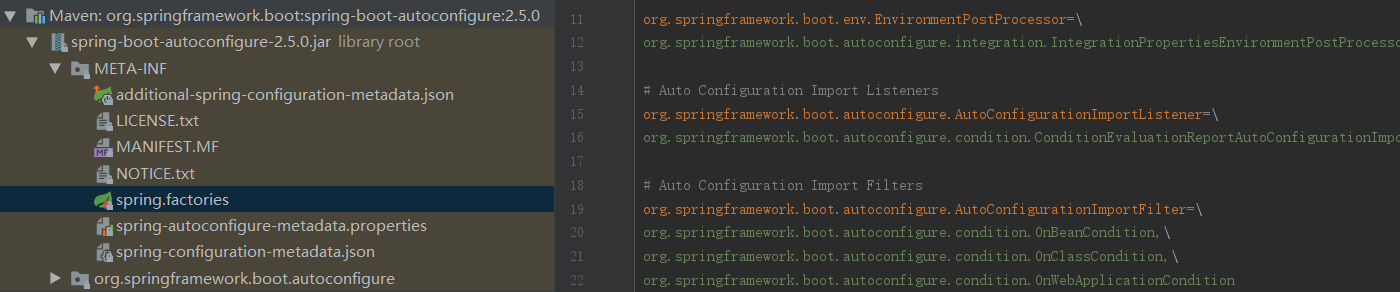 Maven: org.springframework.boot:spring-boot-autoconfigure:2.5.0
spring-boot-autoconfigure-2.5.0.jar library root
META-INF
additional-spring-configuration-metadata.json
LICENSE.txt
MANIFEST.MF
NOTICE.txt
spring.factories
spring-autoconfigure-metadata.properties
spring-configuration-metadata.json
org.springframework.boot.autoconfigure
11 org.springframework.boot.env.EnvironmentPostProcessor=\
12 org.springframework.boot.autoconfigure.integration.IntegrationPropertiesEnvironmentPostProcesso
13
14 # Auto Configuration Import Listeners
15 org.springframework.boot.autoconfigure.AutoConfigurationImportListener=\
16 org.springframework.boot.autoconfigure.condition.ConditionEvaluationReportAutoConfigurationImpo
17
18 # Auto Configuration Import Filters
19 org.springframework.boot.autoconfigure.AutoConfigurationImportFilter=\
20 org.springframework.boot.autoconfigure.condition.OnBeanCondition,\
21 org.springframework.boot.autoconfigure.condition.OnClassCondition,\
22 org.springframework.boot.autoconfigure.condition.OnWebApplicationCondition